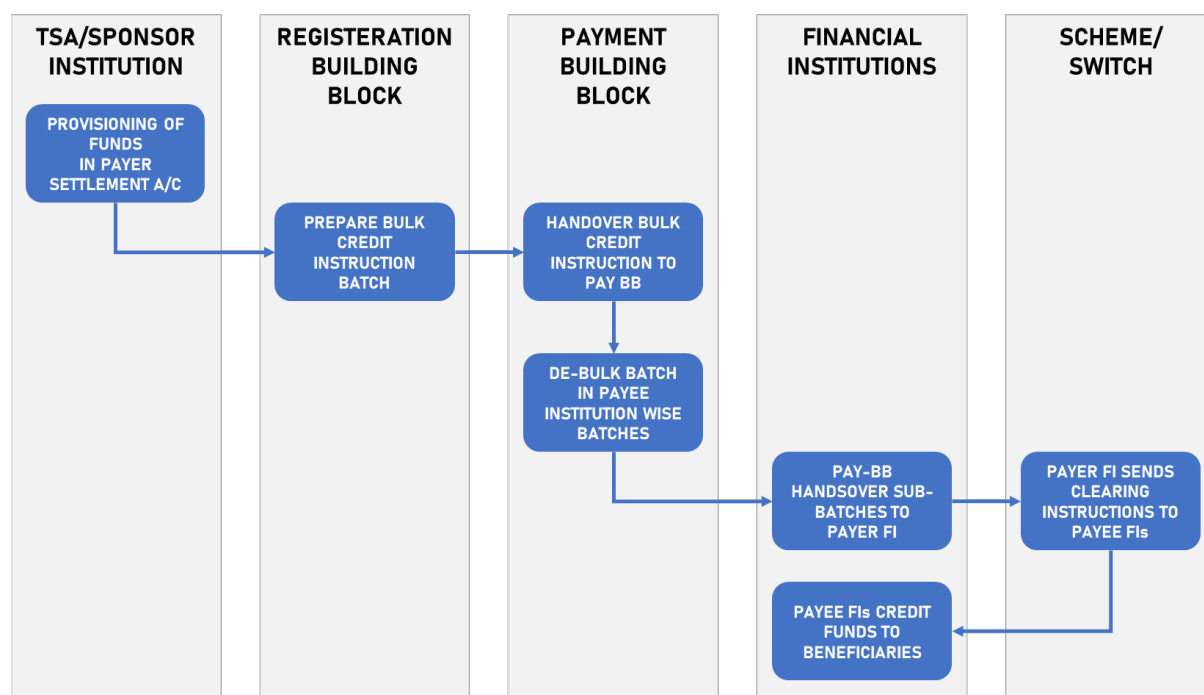 TSA/SPONSOR
INSTITUTION
REGISTERATION
BUILDING
BLOCK
PAYMENT
BUILDING
BLOCK
FINANCIAL
INSTITUTIONS
SCHEME/
SWITCH
PROVISIONING OF
FUNDS
IN PAYER
SETTLEMENT A/C
PREPARE BULK
CREDIT
INSTRUCTION
BATCH
HANDOVER BULK
CREDIT
INSTRUCTION TO
PAY BB
DE-BULK BATCH
IN PAYEE
INSTITUTION WISE
BATCHES
PAY-BB
HANDSOVER SUB-
BATCHES TO
PAYER FI
PAYER FI SENDS
CLEARING
INSTRUCTIONS TO
PAYEE FIs
PAYEE FIs CREDIT
FUNDS TO
BENEFICIARIES